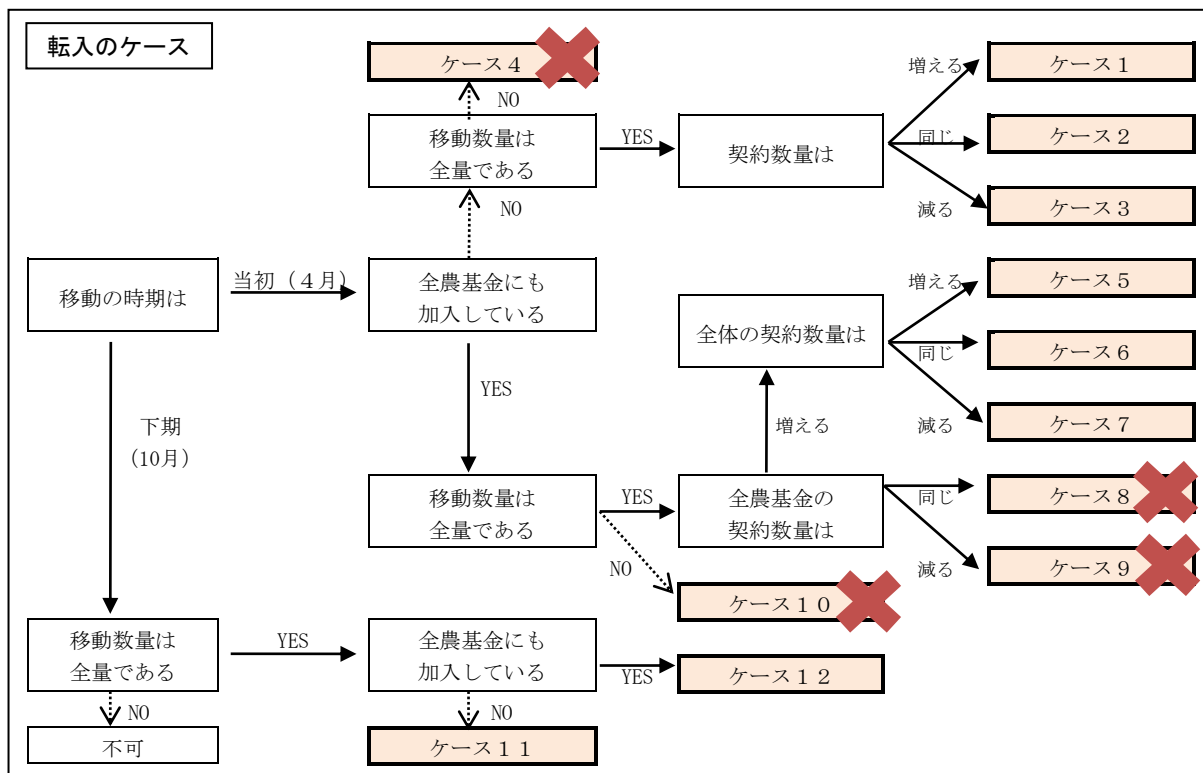 転入のケース
ケース４
NO
移動数量は
全量である
YES
契約数量は
増える
ケース１
同じ
ケース２
減る
ケース３
NO
移動の時期は
当初（４月）
全農基金にも
加入している
全体の契約数量は
増える
ケース５
同じ
ケース６
減る
ケース７
YES
下期
（10月）
増える
移動数量は
全量である
YES
全農基金の
契約数量は
同じ
ケース８
減る
ケース９
NO
ケース１０
移動数量は
全量である
YES
全農基金にも
加入している
YES
ケース１２
NO
不可
NO
ケース１１